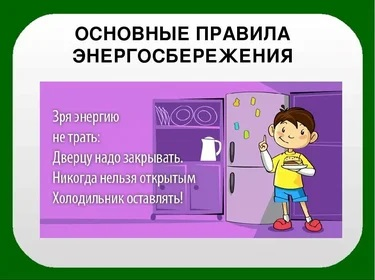 ОСНОВНЫЕ ПРАВИЛА
ЭНЕРГОСБЕРЕЖЕНИЯ
Зря энергию
не трать:
Дверцу надо закрывать.
Никогда нельзя открытым
Холодильник оставлять!